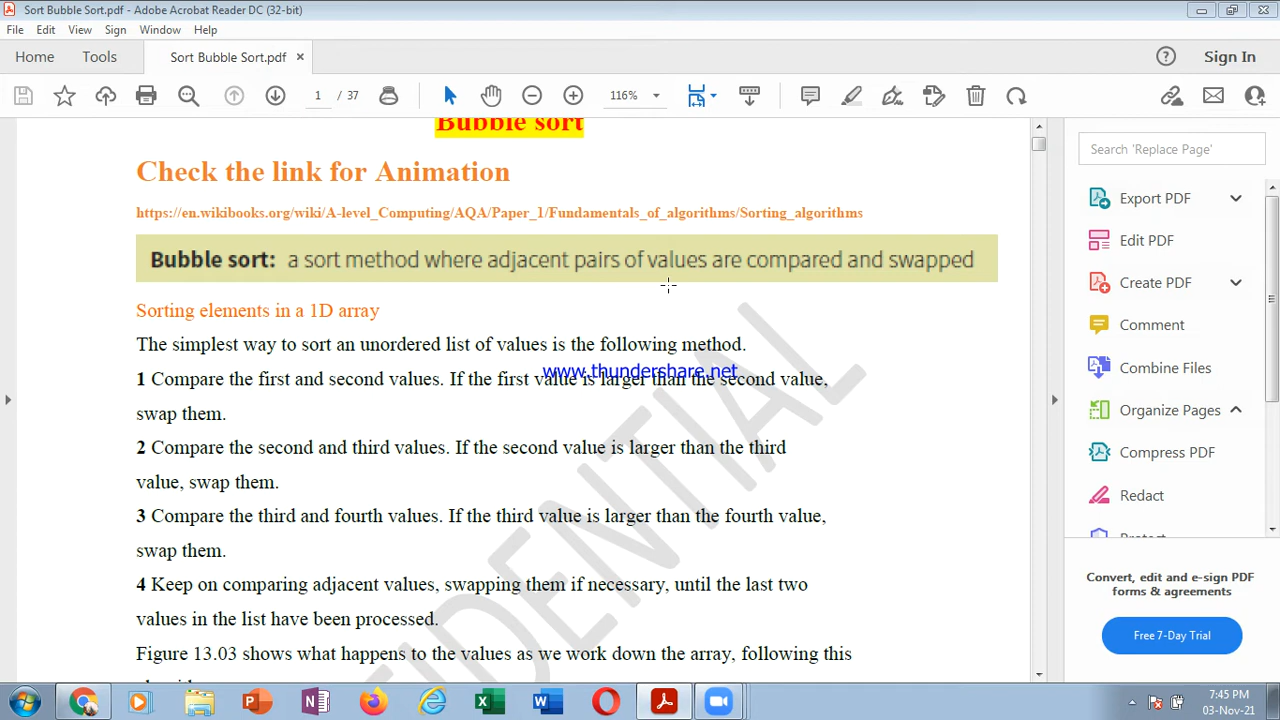 Sort Bubble Sort.pdf - Adobe Acrobat Reader DC (32-bit)
File Edit View Sign Window Help
Home Tools Sort Bubble Sort.pdf × Sign In
1 / 37 116%
Bubble sort
Check the link for Animation
https://en.wikibooks.org/wiki/A-level_Computing/AQA/Paper_1/Fundamentals_of_algorithms/Sorting_algorithms
Bubble sort: a sort method where adjacent pairs of values are compared and swapped
Sorting elements in a 1D array
The simplest way to sort an unordered list of values is the following method.
www.thundershare.net
1 Compare the first and second values. If the first value is larger than the second value,
swap them.
2 Compare the second and third values. If the second value is larger than the third
value, swap them.
3 Compare the third and fourth values. If the third value is larger than the fourth value,
swap them.
4 Keep on comparing adjacent values, swapping them if necessary, until the last two
values in the list have been processed.
Figure 13.03 shows what happens to the values as we work down the array, following this
Search 'Replace Page'
Export PDF
Edit PDF
Create PDF
Comment
Combine Files
Organize Pages
Compress PDF
Redact
Convert, edit and e-sign PDF
forms & agreements
Free 7-Day Trial
7:45 PM
03-Nov-21